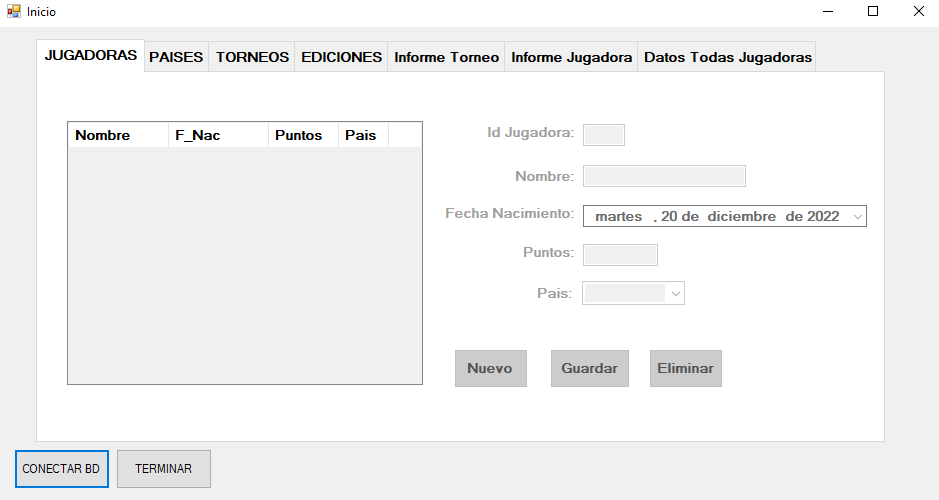 Inicio
JUGADORAS PAISES TORNEOS EDICIONES Informe Torneo Informe Jugadora Datos Todas Jugadoras
Nombre F_Nac Puntos Pais
Id Jugadora:
Nombre:
Fecha Nacimiento: martes , 20 de diciembre de 2022
Puntos:
Pais:
Nuevo Guardar Eliminar
CONECTAR BD TERMINAR